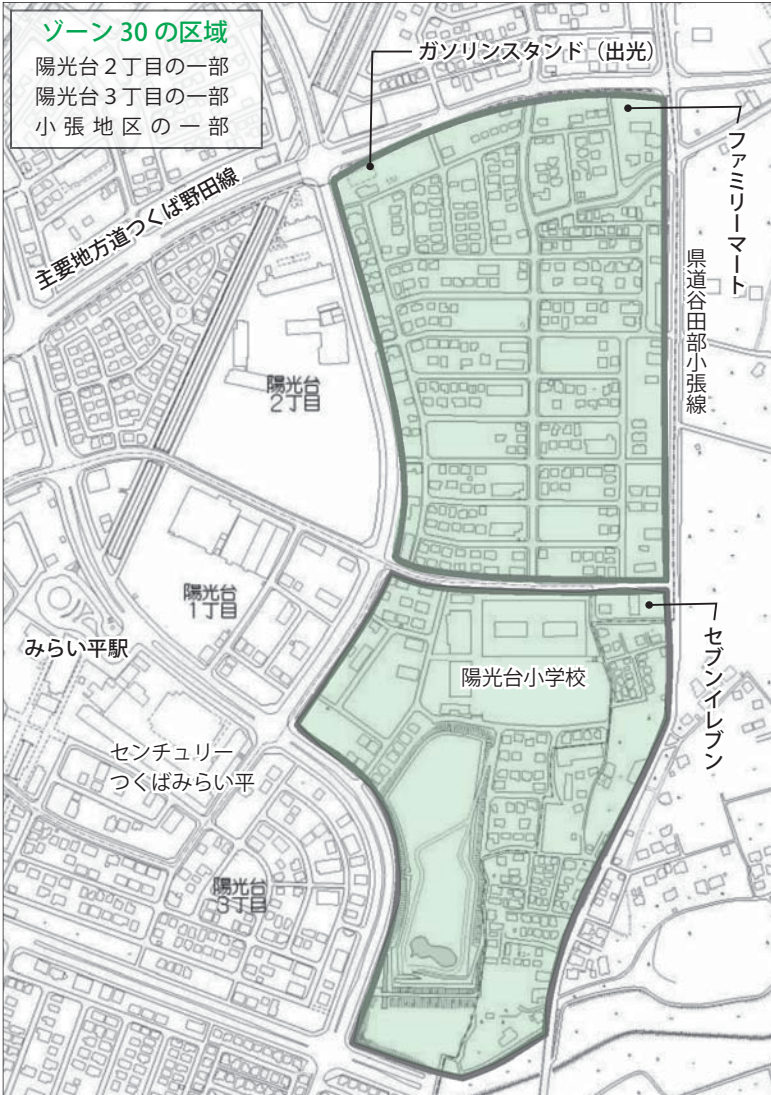 ゾーン 30 の区域
陽光台 2 丁目の一部
陽光台 3 丁目の一部
小張地区の一部
ガソリンスタンド（出光）
ファミリーマート
主要地方道つくば野田線
県道谷田部小張線
陽光台
2丁目
陽光台
1丁目
みらい平駅
陽光台小学校
セブンイレブン
センチュリー
つくばみらい平
陽光台
3丁目